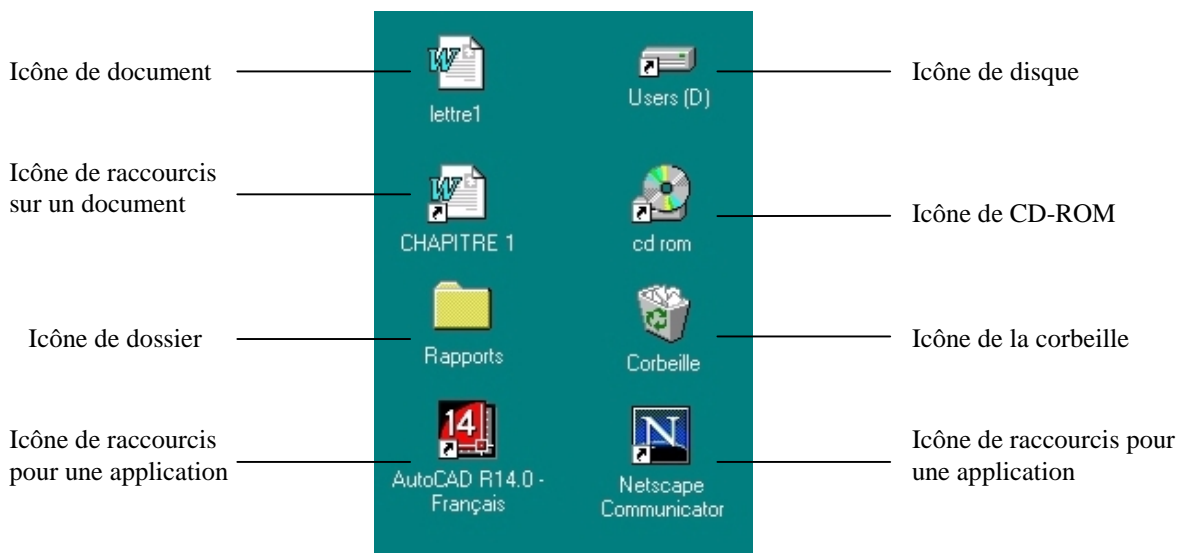 Icône de document
lettre1
Users (D)
Icône de disque
Icône de raccourcis
sur un document
CHAPITRE 1
cd rom
Icône de CD-ROM
Icône de dossier
Rapports
Corbeille
Icône de la corbeille
Icône de raccourcis
pour une application
14
AutoCAD R14.0 -
Français
N
Netscape
Communicator
Icône de raccourcis pour
une application